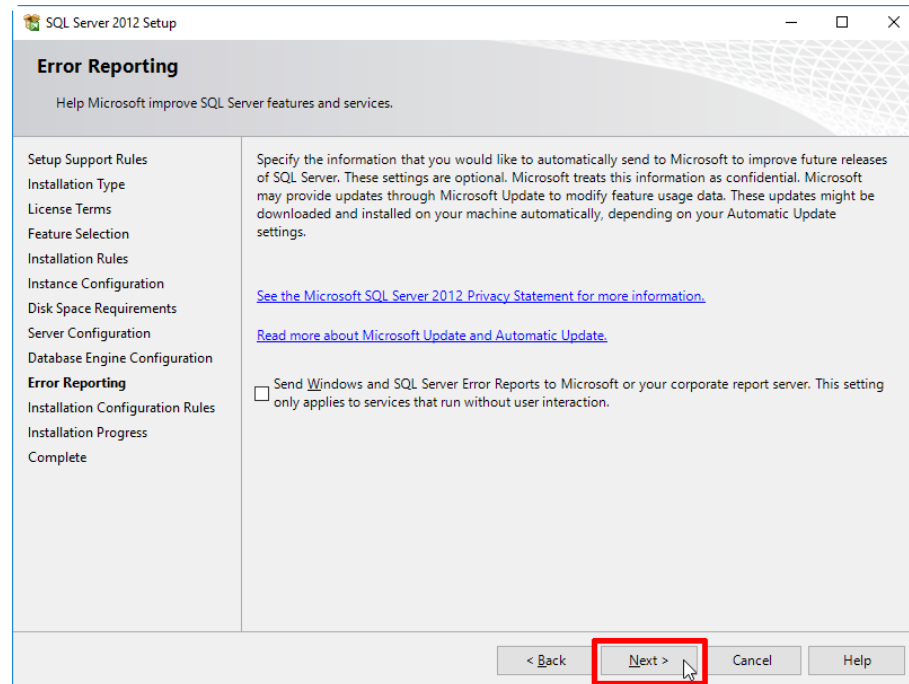 SQL Server 2012 Setup
Error Reporting
Help Microsoft improve SQL Server features and services.
Setup Support Rules
Installation Type
License Terms
Feature Selection
Installation Rules
Instance Configuration
Disk Space Requirements
Server Configuration
Database Engine Configuration
Error Reporting
Installation Configuration Rules
Installation Progress
Complete
Specify the information that you would like to automatically send to Microsoft to improve future releases
of SQL Server. These settings are optional. Microsoft treats this information as confidential. Microsoft
may provide updates through Microsoft Update to modify feature usage data. These updates might be
downloaded and installed on your machine automatically, depending on your Automatic Update
settings.
See the Microsoft SQL Server 2012 Privacy Statement for more information.
Read more about Microsoft Update and Automatic Update.
Send Windows and SQL Server Error Reports to Microsoft or your corporate report server. This setting
only applies to services that run without user interaction.
< Back
Next >
Cancel
Help